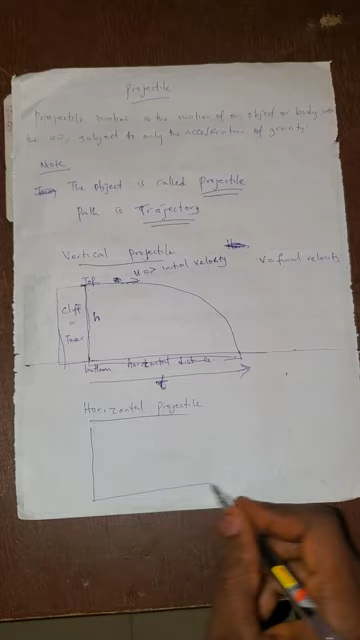 Projectile
Projectile motion is the motion of an object or body into
the air, subject to only the acceleration of gravity.
Note
The object is called projectile
Path is Trajectory
Vertical projectile
Top u => initial velocity V = final velocity
Cliff
or
Tower
h
bottom horizontal distance
t
Horizontal projectile